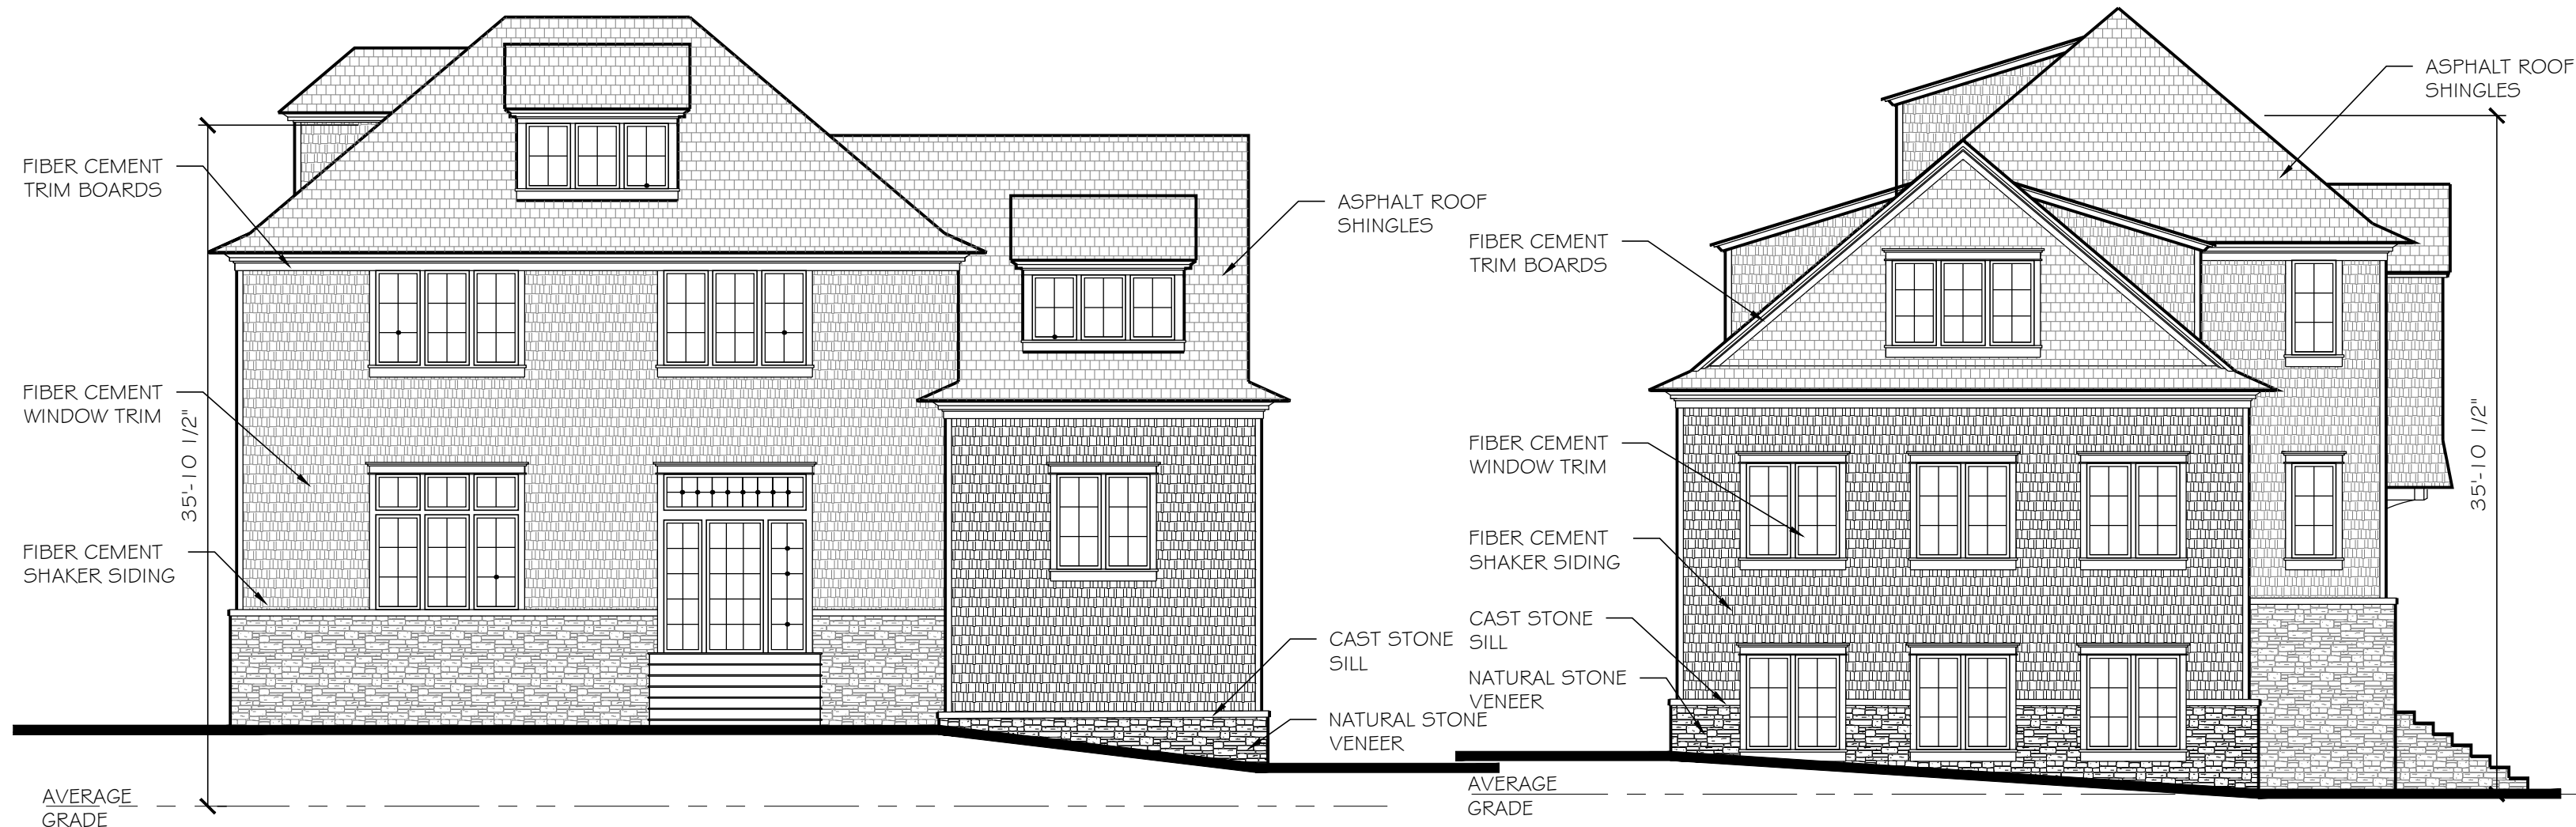 FIBER CEMENT
TRIM BOARDS
FIBER CEMENT
WINDOW TRIM
35'-10 1/2"
FIBER CEMENT
SHAKER SIDING
AVERAGE
GRADE
ASPHALT ROOF
SHINGLES
CAST STONE
SILL
NATURAL STONE
VENEER
FIBER CEMENT
TRIM BOARDS
FIBER CEMENT
WINDOW TRIM
FIBER CEMENT
SHAKER SIDING
CAST STONE
SILL
NATURAL STONE
VENEER
AVERAGE
GRADE
ASPHALT ROOF
SHINGLES
35'-10 1/2"